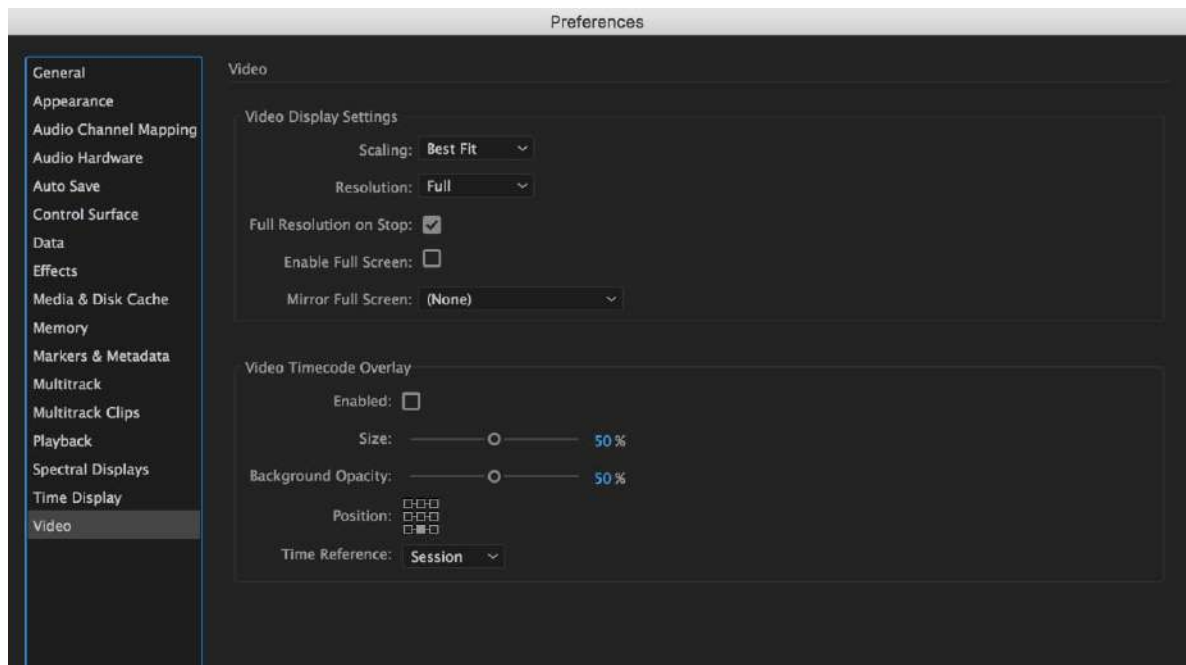 Preferences
General
Appearance
Audio Channel Mapping
Audio Hardware
Auto Save
Control Surface
Data
Effects
Media & Disk Cache
Memory
Markers & Metadata
Multitrack
Multitrack Clips
Playback
Spectral Displays
Time Display
Video
Video
Video Display Settings
Scaling: Best Fit
Resolution: Full
Full Resolution on Stop:
Enable Full Screen:
Mirror Full Screen: (None)
Video Timecode Overlay
Enabled:
Size: 50 %
Background Opacity: 50 %
Position:
Time Reference: Session